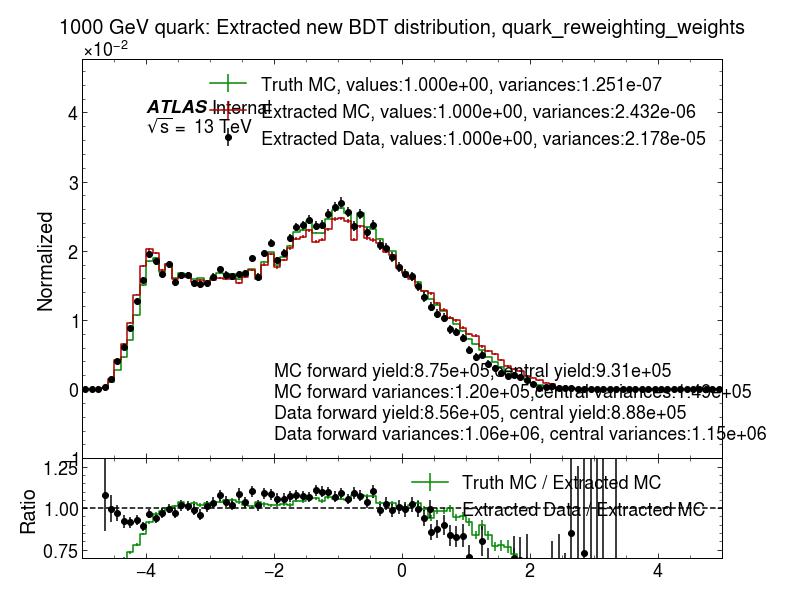 1000 GeV quark: Extracted new BDT distribution, quark_reweighting_weights
×10⁻²
Truth MC, values:1.000e+00, variances:1.251e-07
ATLAS Internal
Extracted MC, values:1.000e+00, variances:2.432e-06
√s = 13 TeV
Extracted Data, values:1.000e+00, variances:2.178e-05
4
3
2
1
0
Normalized
MC forward yield:8.75e+05, central yield:9.31e+05
MC forward variances:1.20e+05,central variances:1.49e+05
Data forward yield:8.56e+05, central yield:8.88e+05
Data forward variances:1.06e+06, central variances:1.15e+06
1
1.25
1.00
0.75
Ratio
Truth MC / Extracted MC
Extracted Data / Extracted MC
−4 −2 0 2 4